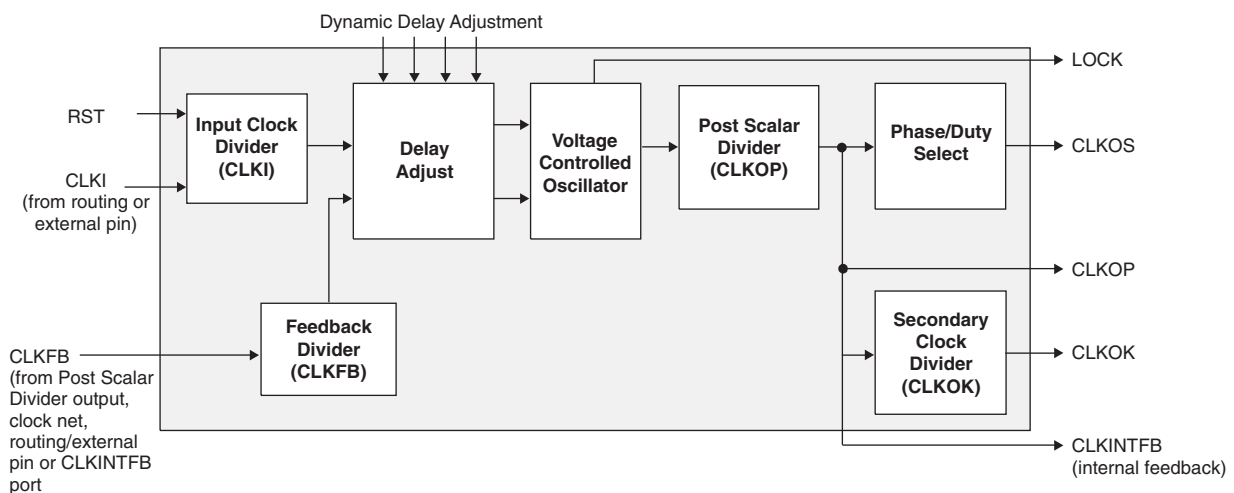 Dynamic Delay Adjustment
LOCK
RST
Input Clock
Divider
(CLKI)
Delay
Adjust
Voltage
Controlled
Oscillator
Post Scalar
Divider
(CLKOP)
Phase/Duty
Select
CLKOS
CLKI
(from routing or
external pin)
CLKOP
Feedback
Divider
(CLKFB)
Secondary
Clock
Divider
(CLKOK)
CLKOK
CLKFB
(from Post Scalar
Divider output,
clock net,
routing/external
pin or CLKINTFB
port
CLKINTFB
(internal feedback)